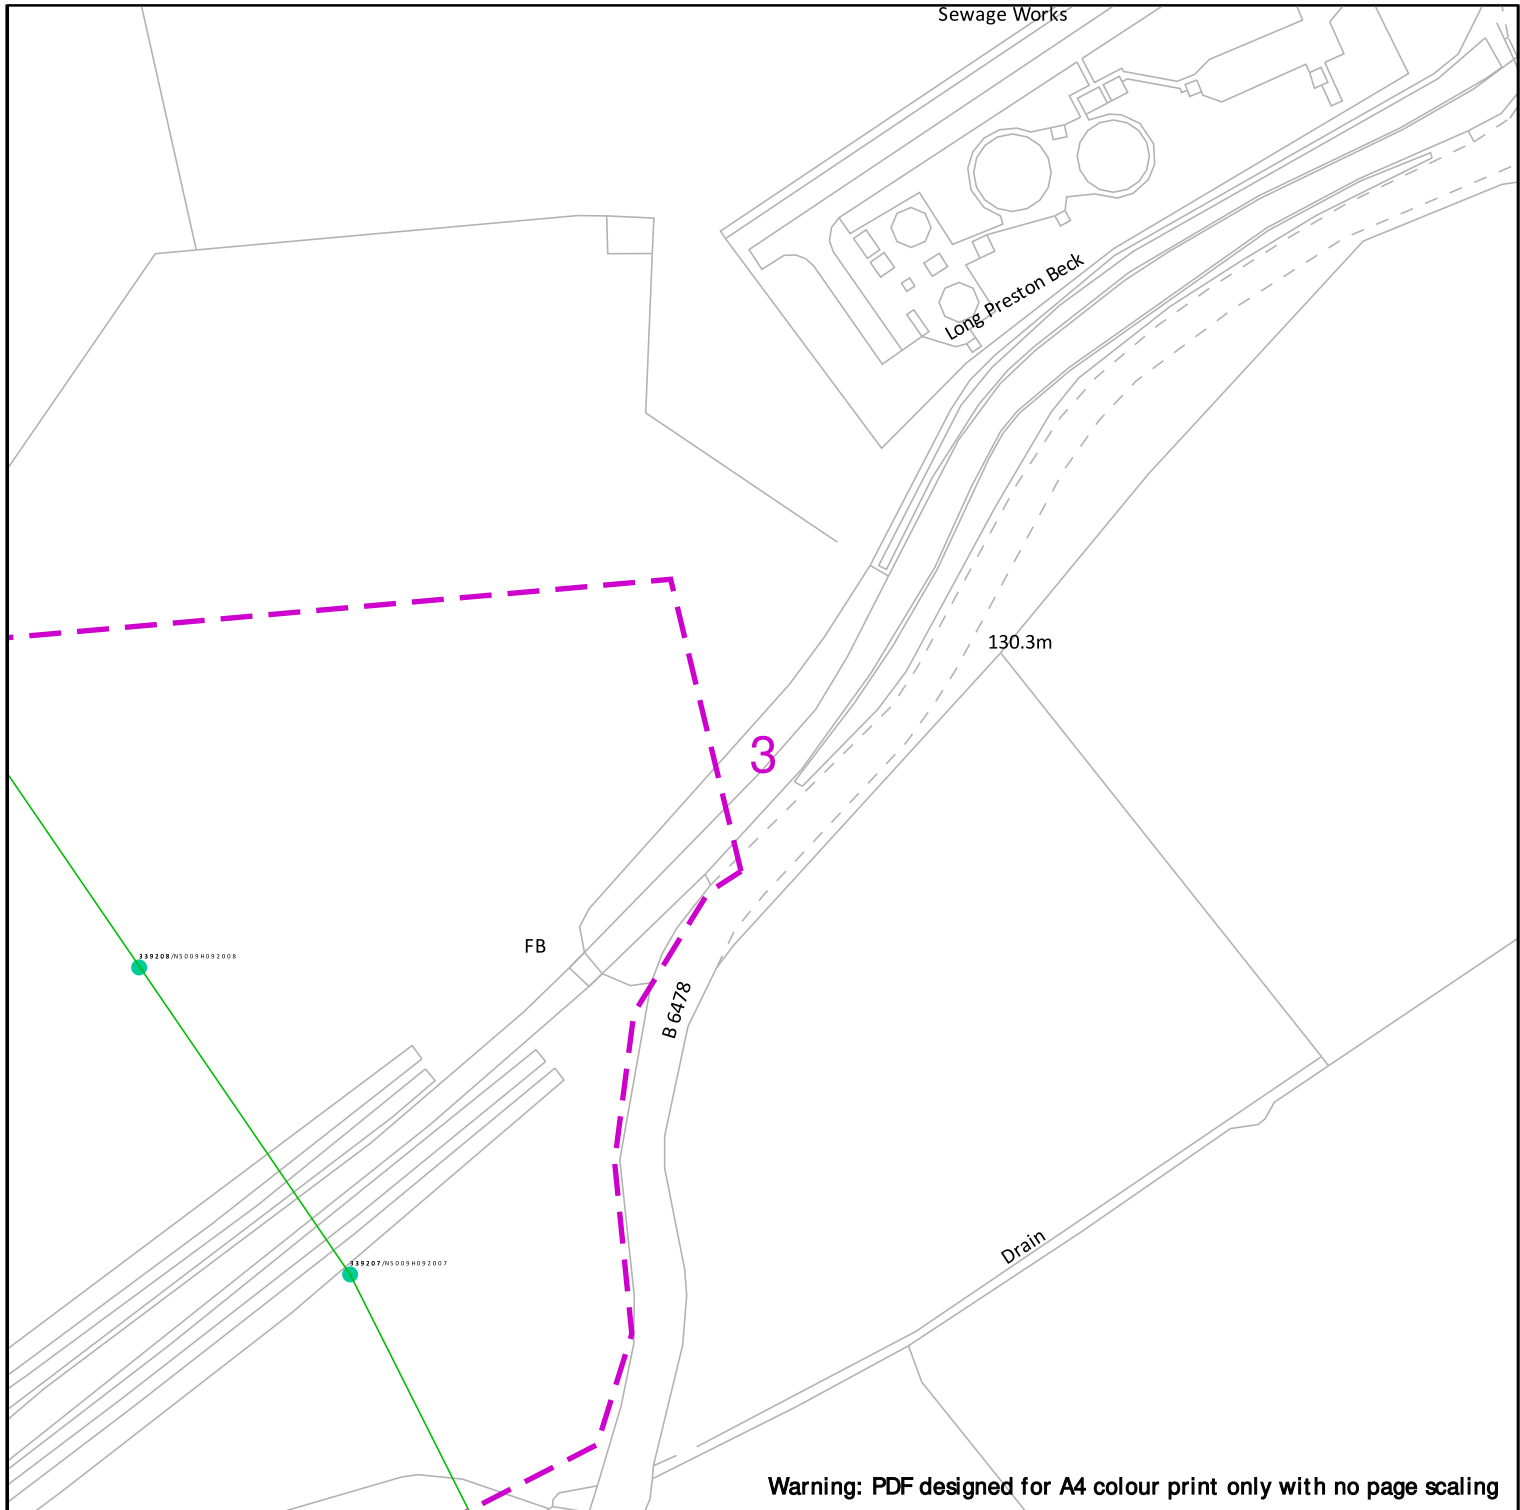 Sewage Works
Long Preston Beck
130.3m
3
FB
339208/NS009H092008
B 6478
Drain
339207/NS009H092007
Warning: PDF designed for A4 colour print only with no page scaling